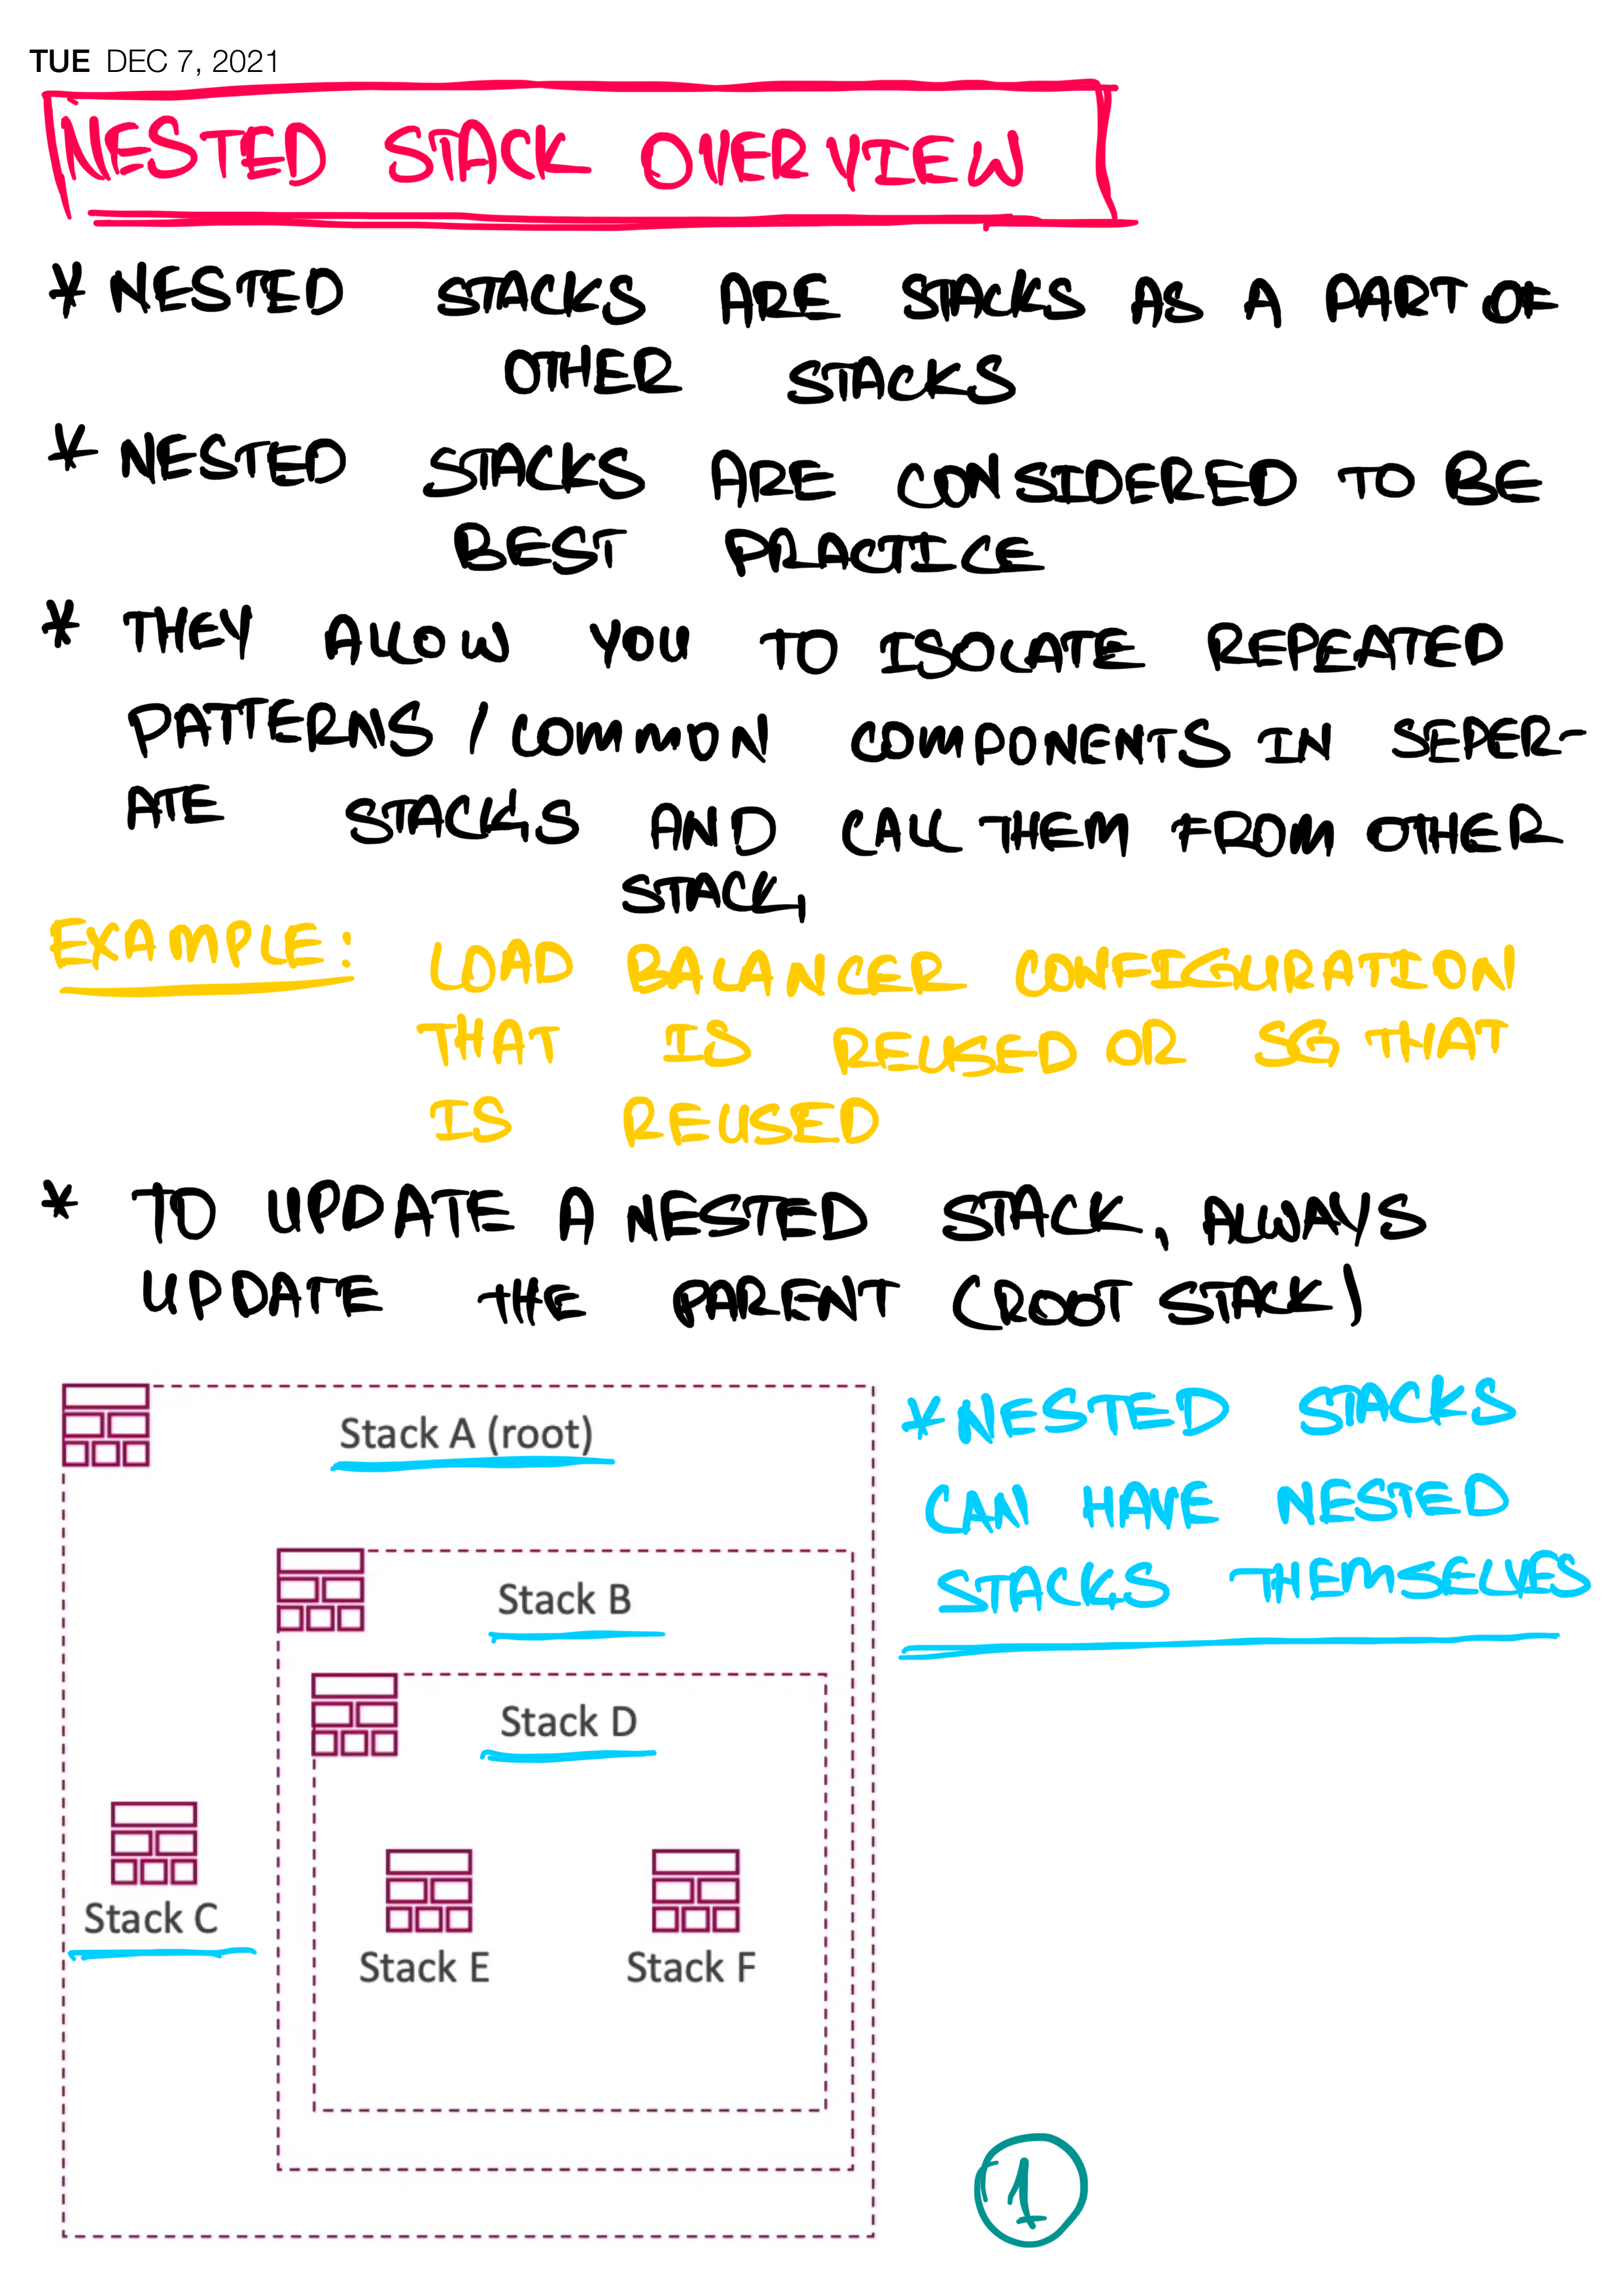 TUE DEC 7, 2021
NESTED STACK OVERVIEW
* NESTED STACKS ARE STACKS AS A PART OF
OTHER STACKS
* NESTED STACKS ARE CONSIDERED TO BE
BEST PRACTICE
* THEY ALLOW YOU TO ISOLATE REPEATED
PATTERNS / COMMON COMPONENTS IN SEPER-
ATE STACKS AND CALL THEM FROM OTHER
STACK,
EXAMPLE: LOAD BALANCER CONFIGURATION
THAT IS REUSED OR SG THAT
IS REUSED
* TO UPDATE A NESTED STACK, ALWAYS
UPDATE THE PARENT (ROOT STACK)
Stack A (root)
* NESTED STACKS
CAN HAVE NESTED
STACKS THEMSELVES
Stack B
Stack D
Stack C
Stack E
Stack F
1